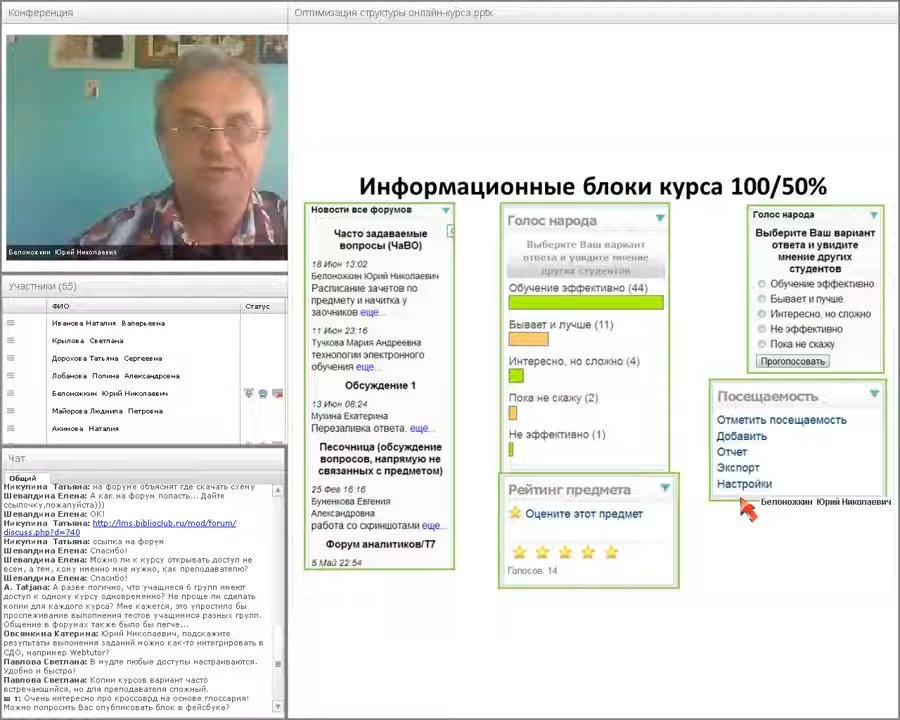 Конференция
Оптимизация структуры онлайн-курса.pptx
Белоножкин Юрий Николаевич
Участники (55)
ФИО
Статус
Иванова Наталия Валерьевна
Крылова Светлана
Дорохова Татьяна Сергеевна
Лобанова Полина Александровна
Белоножкин Юрий Николаевич
Майорова Людмила Петровна
Акимова Наталия
Чат
Общий
Никулина Татьяна: на форуме объяснят где скачать схему
Шевалдина Елена: А как на форум попасть... Дайте
ссылочку,пожалуйста)))
Шевалдина Елена: ОК!
Никулина Татьяна: http://lms.biblioclub.ru/mod/forum/
discuss.php?d=740
Никулина Татьяна: ссылка на форум
Шевалдина Елена: Спасибо!
Шевалдина Елена: Можно ли к курсу открывать доступ не
всем, а тем, кому именно мне нужно, как преподавателю?
Шевалдина Елена: Спасибо!
A. Tatjana: А разве логично, что учащиеся 6 групп имеют
доступ к одному курсу одновременно? Не проще ли сделать
копии для каждого курса? Мне кажется, это упростило бы
прослеживание выполнения тестов учащимися разных групп.
Общение в форумах также было бы легче...
Овсянкина Катерина: Юрий Николаевич, подскажите
результаты выпонения заданий можно как-то интегрировать в
СДО, например Webtutor?
Павлова Светлана: В мудле любые доступы настраиваются.
Удобно и быстро!
Павлова Светлана: Копии курсов вариант часто
встречающийся, но для преподавателя сложный.
ш т: Очень интересно про кроссворд на основе глоссария!
Можно попросить Вас опубликовать блок в фейсбуке?
Информационные блоки курса 100/50%
Новости все форумов
Часто задаваемые
вопросы (ЧаВО)
18 Июн 13:02
Белоножкин Юрий Николаевич
Расписание зачетов по
предмету и начитка у
заочников еще...
11 Июн 23:16
Тучкова Мария Андреевна
технологии электронного
обучения еще...
Обсуждение 1
13 Июн 08:24
Мухина Екатерина
Перезаливка ответа. еще...
Песочница (обсуждение
вопросов, напрямую не
связанных с предметом)
25 Фев 16:16
Буненкова Евгения
Александровна
работа со скриншотами еще...
Форум аналитиков/Т7
5 Май 22:54
Голос народа
Выберите Ваш вариант
ответа и увидите мнение
других студентов
Обучение эффективно (44)
Бывает и лучше (11)
Интересно, но сложно (4)
Пока не скажу (2)
Не эффективно (1)
Рейтинг предмета
Оцените этот предмет
Голосов: 14
Голос народа
Выберите Ваш вариант
ответа и увидите
мнение других
студентов
Обучение эффективно
Бывает и лучше
Интересно, но сложно
Не эффективно
Пока не скажу
Проголосовать
Посещаемость
Отметить посещаемость
Добавить
Отчет
Экспорт
Настройки
Белоножкин Юрий Николаевич